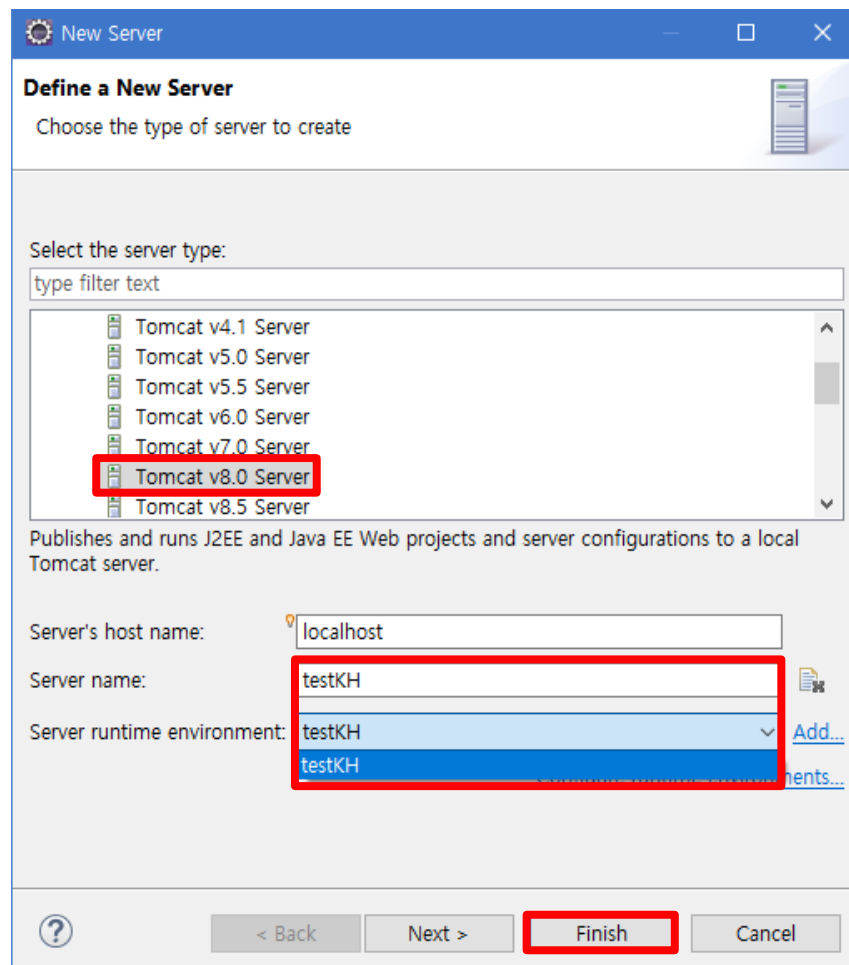 New Server
Define a New Server
Choose the type of server to create
Select the server type:
type filter text
Tomcat v4.1 Server
Tomcat v5.0 Server
Tomcat v5.5 Server
Tomcat v6.0 Server
Tomcat v7.0 Server
Tomcat v8.0 Server
Tomcat v8.5 Server
Publishes and runs J2EE and Java EE Web projects and server configurations to a local
Tomcat server.
Server's host name: localhost
Server name: testKH
Server runtime environment: testKH Add...
testKH
? < Back Next > Finish Cancel